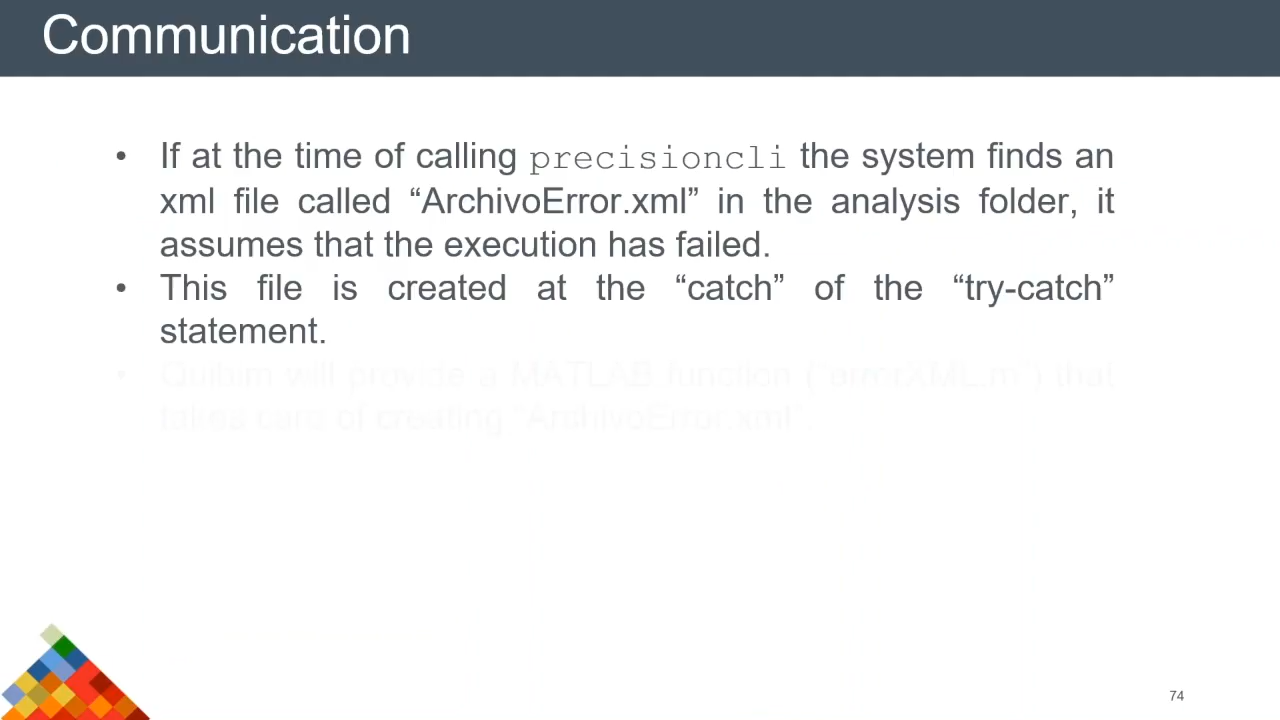 Communication
• If at the time of calling precisioncli the system finds an
xml file called “ArchivoError.xml” in the analysis folder, it
assumes that the execution has failed.
• This file is created at the “catch” of the “try-catch”
statement.
• Quibim will provide a MATLAB function (“errorXML.m”) that
takes care of creating “ArchivoError.xml”.
74